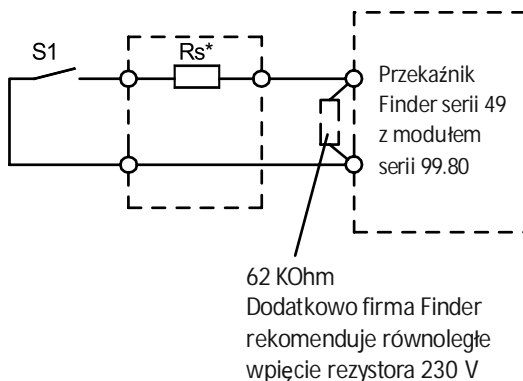 S1
Rs*
Przekaźnik
Finder serii 49
z modułem
serii 99.80
62 KOhm
Dodatkowo firma Finder
rekomenduje równoległe
wpięcie rezystora 230 V